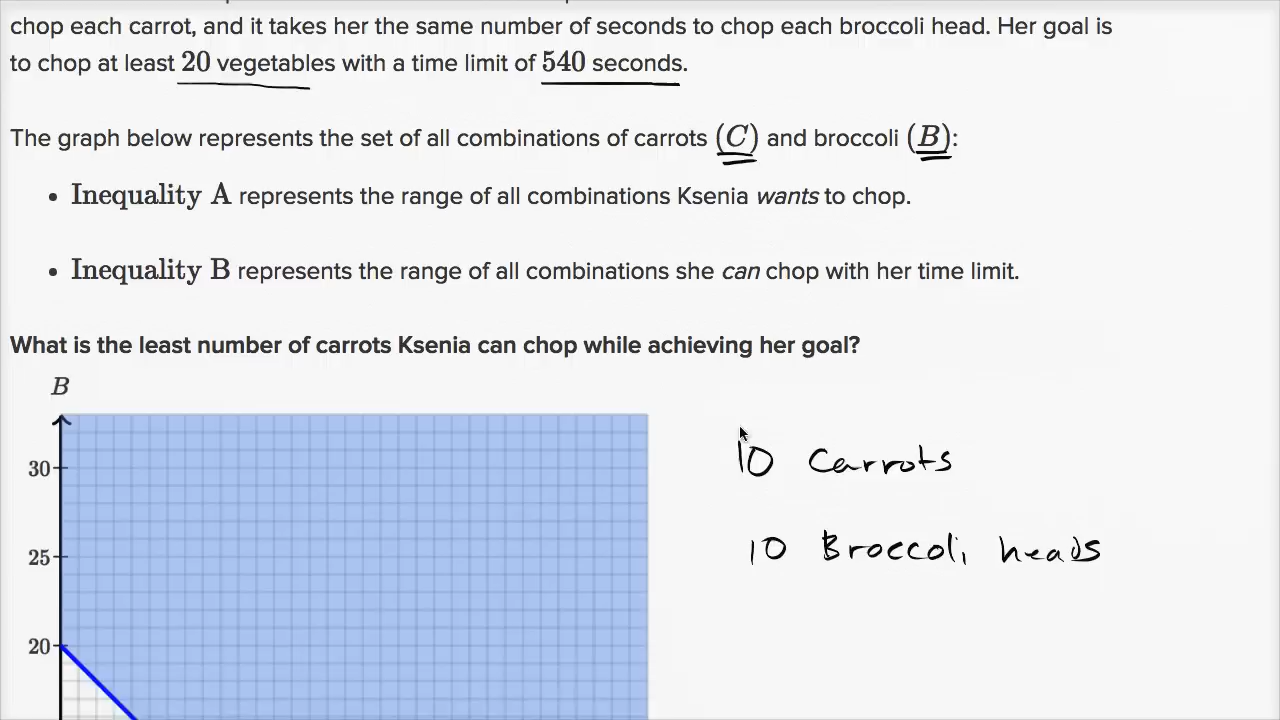 chop each carrot, and it takes her the same number of seconds to chop each broccoli head. Her goal is
to chop at least 20 vegetables with a time limit of 540 seconds.
The graph below represents the set of all combinations of carrots (C) and broccoli (B):
• Inequality A represents the range of all combinations Ksenia wants to chop.
• Inequality B represents the range of all combinations she can chop with her time limit.
What is the least number of carrots Ksenia can chop while achieving her goal?
B
30
10 Carrots
25
10 Broccoli heads
20